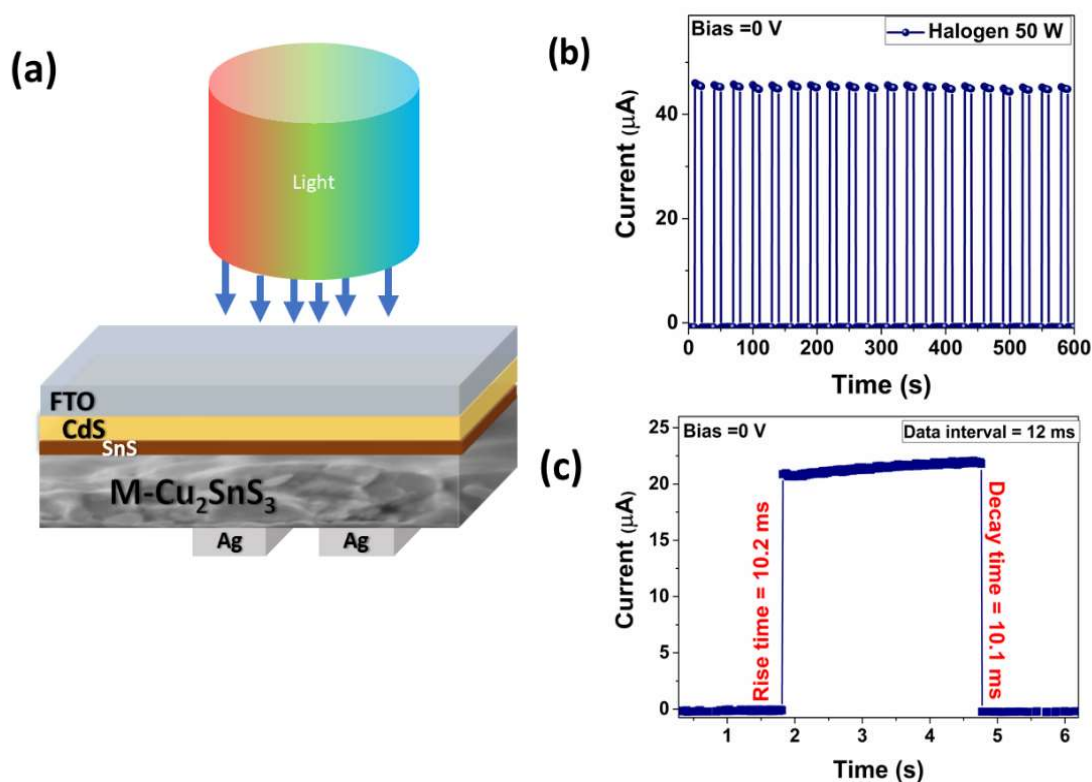 (a)
Light
FTO
CdS
SnS
M-Cu₂SnS₃
Ag Ag
(b)
Bias =0 V
Halogen 50 W
Current (μA)
40
20
0
0 100 200 300 400 500 600
Time (s)
(c)
Bias=0 V
Data interval = 12 ms
Current (μA)
25
20
15
10
5
0
Rise time = 10.2 ms
Decay time = 10.1 ms
1 2 3 4 5 6
Time (s)